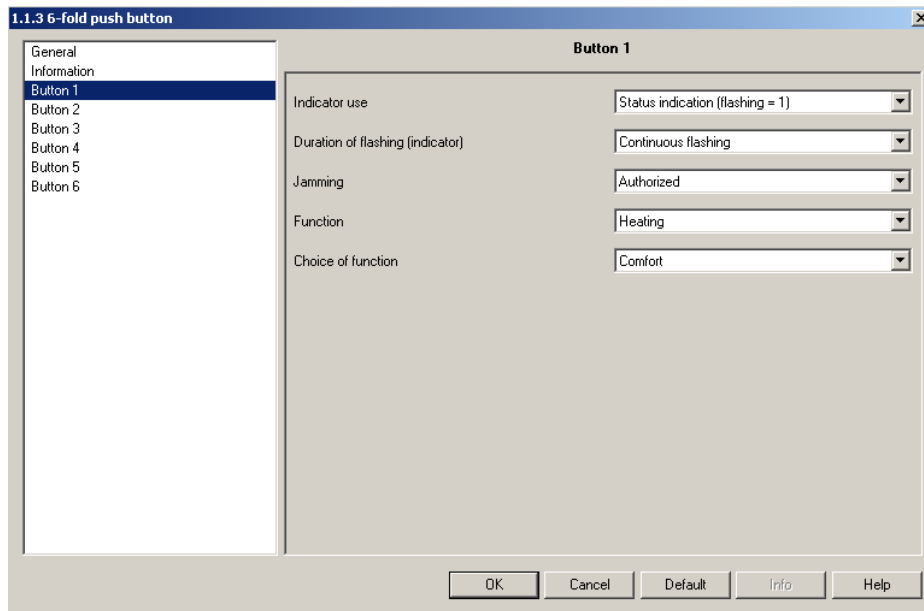 1.1.3 6-fold push button
General
Information
Button 1
Button 2
Button 3
Button 4
Button 5
Button 6
Button 1
Indicator use Status indication (flashing = 1)
Duration of flashing (indicator) Continuous flashing
Jamming Authorized
Function Heating
Choice of function Comfort
OK Cancel Default Info Help